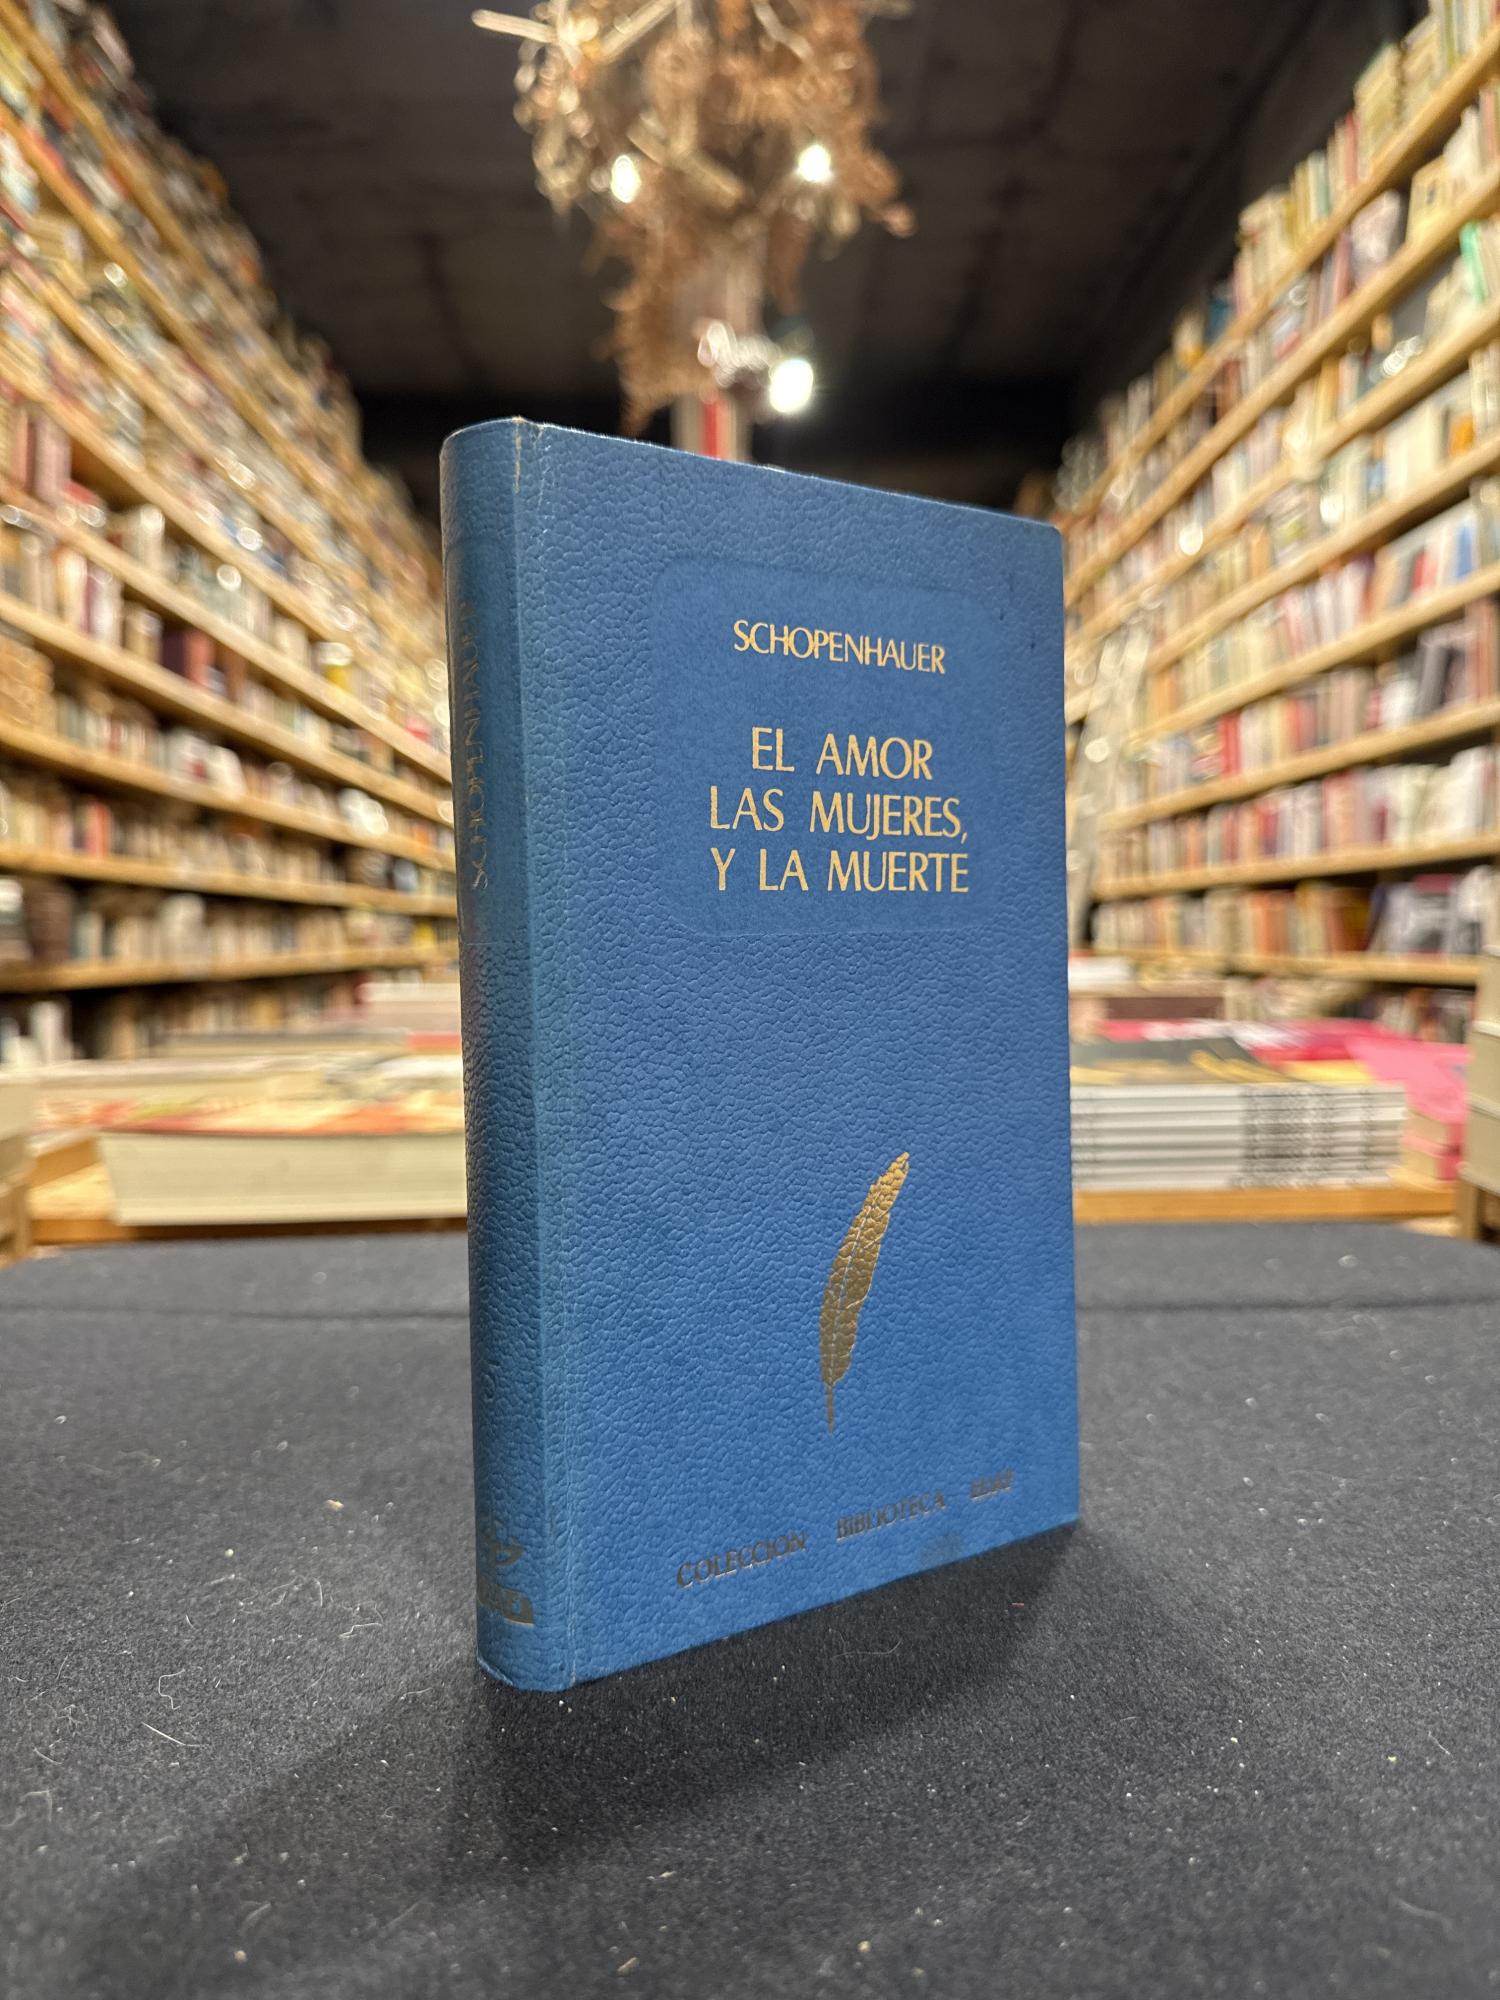 SCHOPENHAUER
EL AMOR
LAS MUJERES,
Y LA MUERTE
COLECCIÓN BIBLIOTECA EDAF
SCHOPENHAUER